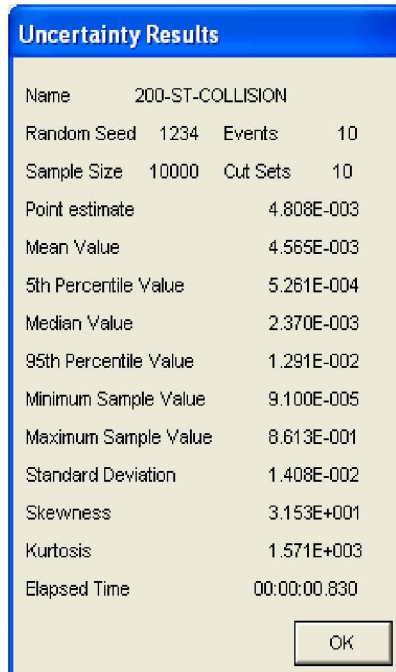 Uncertainty Results
Name 200-ST-COLLISION
Random Seed 1234 Events 10
Sample Size 10000 Cut Sets 10
Point estimate 4.808E-003
Mean Value 4.565E-003
5th Percentile Value 5.261E-004
Median Value 2.370E-003
95th Percentile Value 1.291E-002
Minimum Sample Value 9.100E-005
Maximum Sample Value 8.613E-001
Standard Deviation 1.408E-002
Skewness 3.153E+001
Kurtosis 1.571E+003
Elapsed Time 00:00:00.830
OK